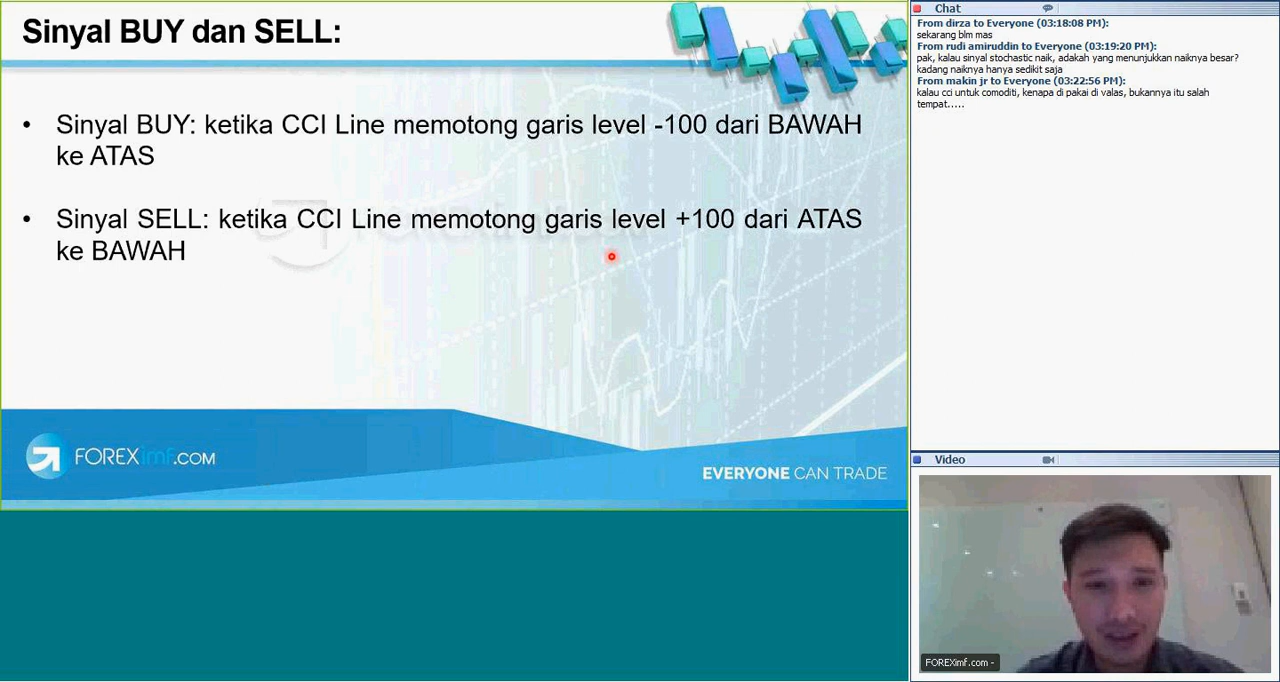 Sinyal BUY dan SELL:
• Sinyal BUY: ketika CCI Line memotong garis level -100 dari BAWAH
ke ATAS
• Sinyal SELL: ketika CCI Line memotong garis level +100 dari ATAS
ke BAWAH
FOREXimf.COM
EVERYONE CAN TRADE
Chat
From dirza to Everyone (03:18:08 PM):
sekarang blm mas
From rudi amiruddin to Everyone (03:19:20 PM):
pak, kalau sinyal stochastic naik, adakah yang menunjukkan naiknya besar?
kadang naiknya hanya sedikit saja
From makin jr to Everyone (03:22:56 PM):
kalau cci untuk comoditi, kenapa di pakai di valas, bukannya itu salah
tempat.....
Video
FOREXimf.com -